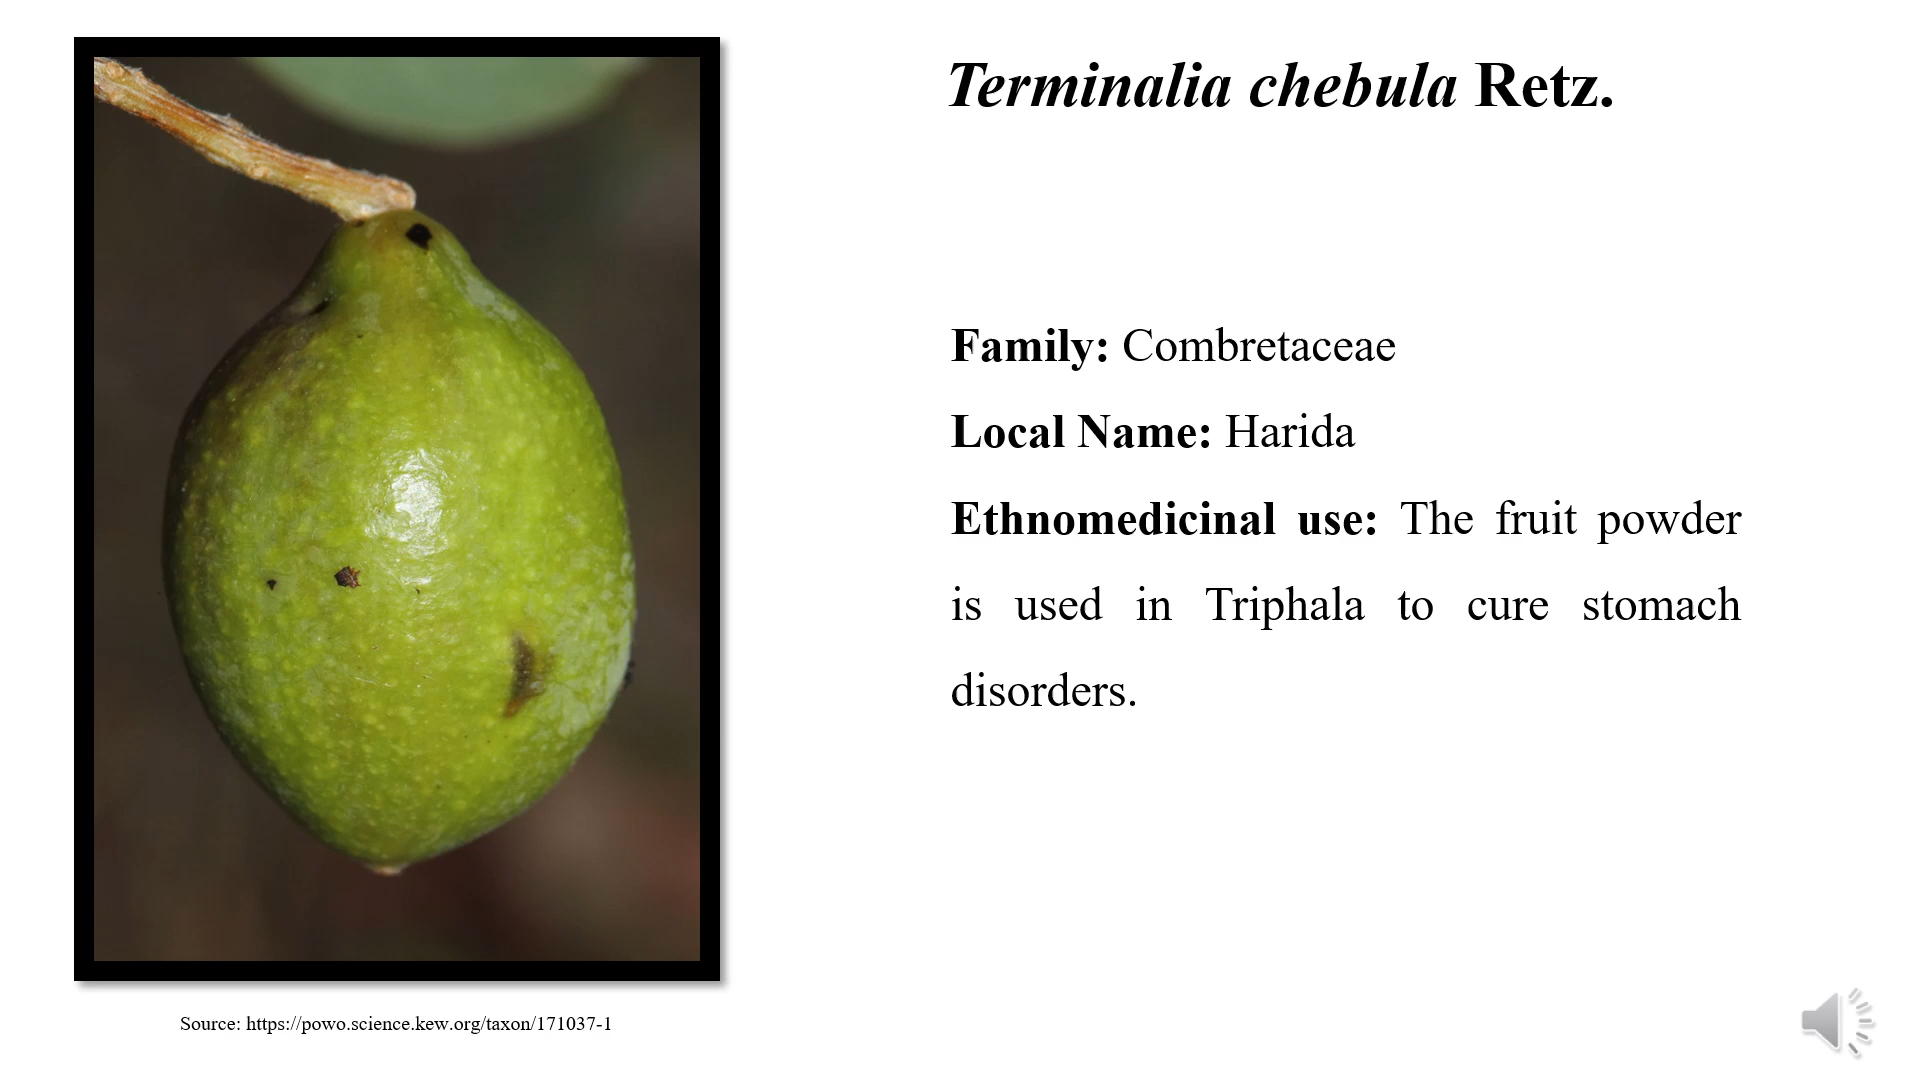 Terminalia chebula Retz.
Family: Combretaceae
Local Name: Harida
Ethnomedicinal use: The fruit powder
is used in Triphala to cure stomach
disorders.
Source: https://powo.science.kew.org/taxon/171037-1